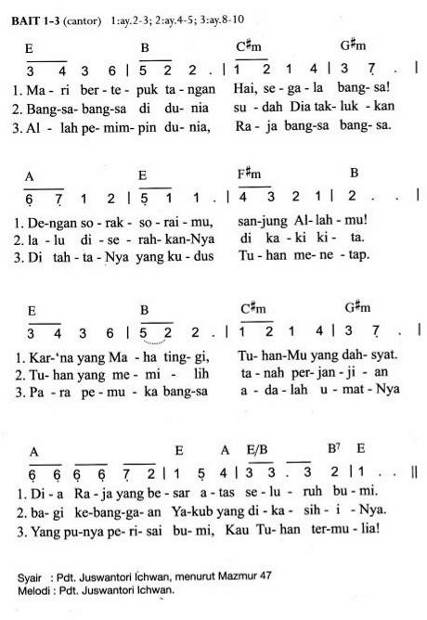 BAIT 1-3 (cantor) 1:ay.2-3; 2:ay.4-5; 3:ay.8-10
E B C#m G#m
3 4 3 6 | 5 2 2 . | 1 2 1 4 | 3 7 . |
1. Ma - ri ber - te - puk ta - ngan Hai, se - ga - la bang- sa!
2. Bang-sa- bang-sa di du- nia su - dah Dia tak- luk - kan
3. Al - lah pe- mim- pin du- nia, Ra - ja bang-sa bang- sa.
A E F#m B
6 7 1 2 | 5 1 1 . | 4 3 2 1 | 2 . . |
1. De-ngan so - rak - so - rai - mu, san-jung Al- lah - mu!
2. la - lu di - se - rah- kan-Nya di ka - ki ki - ta.
3. Di tah - ta - Nya yang ku - dus Tu - han me- ne - tap.
E B C#m G#m
3 4 3 6 | 5 2 2 . | 1 2 1 4 | 3 7 . |
1. Kar-'na yang Ma - ha ting- gi, Tu- han-Mu yang dah- syat.
2. Tu- han yang me - mi - lih ta - nah per- jan - ji - an
3. Pa - ra pe - mu - ka bang-sa a - da - lah u - mat - Nya
A E A E/B B7 E
6 6 6 6 7 2 | 1 5 4 | 3 3 . 3 2 | 1 . . ||
1. Di - a Ra - ja yang be - sar a - tas se - lu - ruh bu - mi.
2. ba- gi ke-bang-ga- an Ya-kub yang di - ka - sih - i - Nya.
3. Yang pu-nya pe- ri- sai bu- mi, Kau Tu- han ter-mu - lia!
Syair : Pdt. Juswantori Ichwan, menurut Mazmur 47
Melodi : Pdt. Juswantori Ichwan.